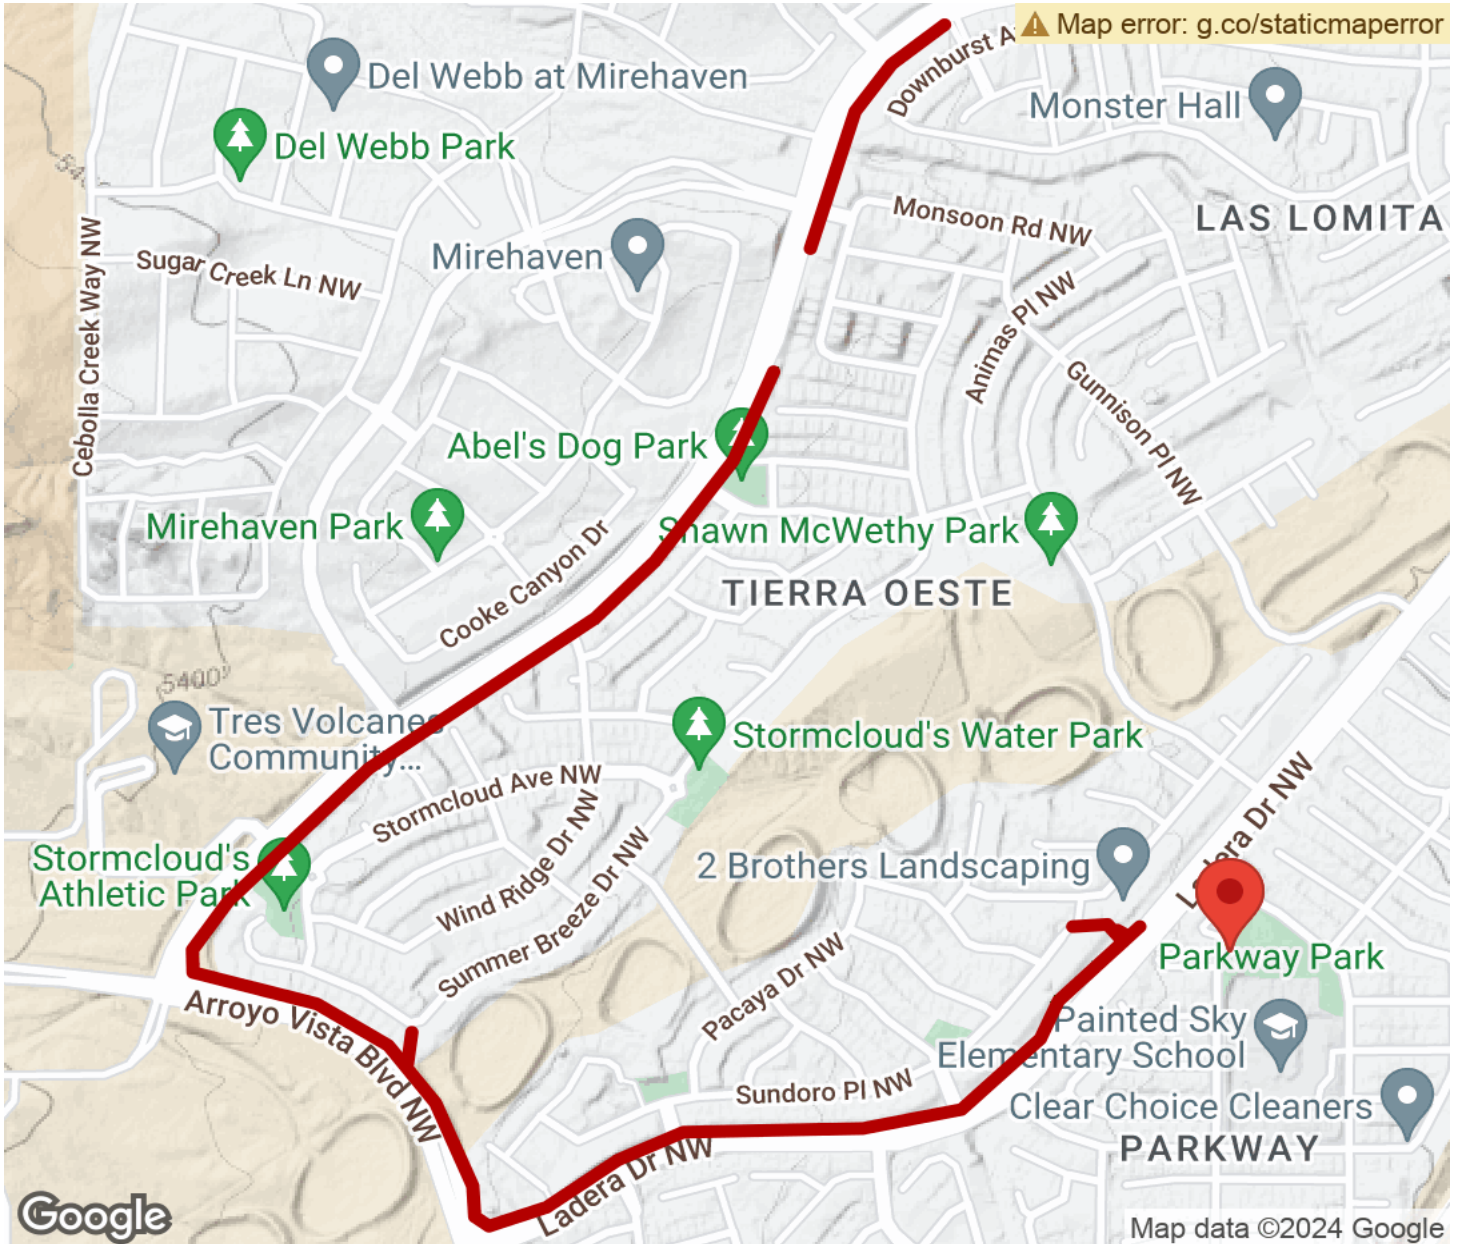 Map error: g.co/staticmaperror
Downburst A
Del Webb at Mirehaven
Monster Hall
Del Webb Park
Monsoon Rd NW
LAS LOMITA
Mirehaven
Sugar Creek Ln NW
Cebolla Creek Way NW
Animas Pl NW
Gunnison Pl NW
Abel's Dog Park
Mirehaven Park
Shawn McWethy Park
Cooke Canyon Dr
TIERRA OESTE
5400'
Tres Volcanes
Community...
Stormcloud's Water Park
Stormcloud Ave NW
Wind Ridge Dr NW
Summer Breeze Dr NW
Ladera Dr NW
Stormcloud's
Athletic Park
2 Brothers Landscaping
Parkway Park
Pacaya Dr NW
Arroyo Vista Blvd NW
Painted Sky
Elementary School
Sundoro Pl NW
Clear Choice Cleaners
PARKWAY
Ladera Dr NW
Google
Map data ©2024 Google